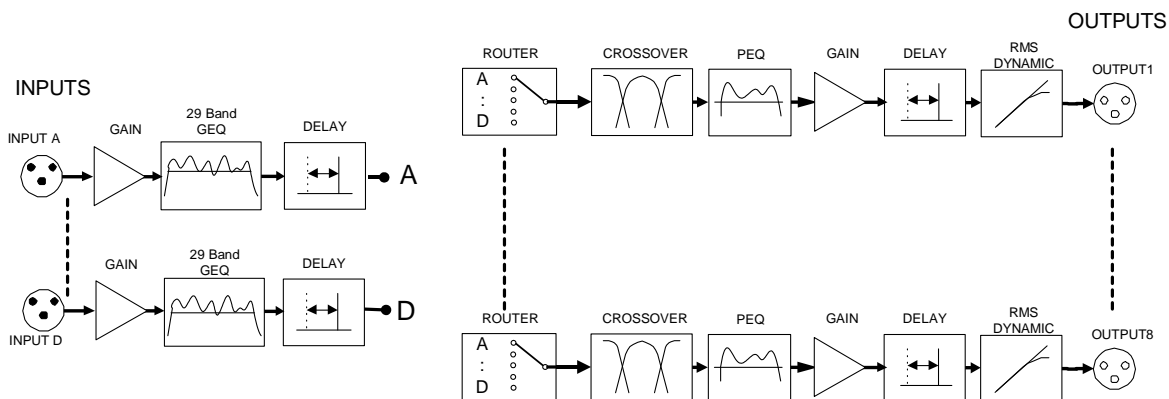 INPUTS
INPUT A
GAIN
29 Band
GEQ
DELAY
A
INPUT D
GAIN
29 Band
GEQ
DELAY
D
OUTPUTS
ROUTER
A
:
D
CROSSOVER
PEQ
GAIN
DELAY
RMS
DYNAMIC
OUTPUT1
ROUTER
A
:
D
CROSSOVER
PEQ
GAIN
DELAY
RMS
DYNAMIC
OUTPUT8